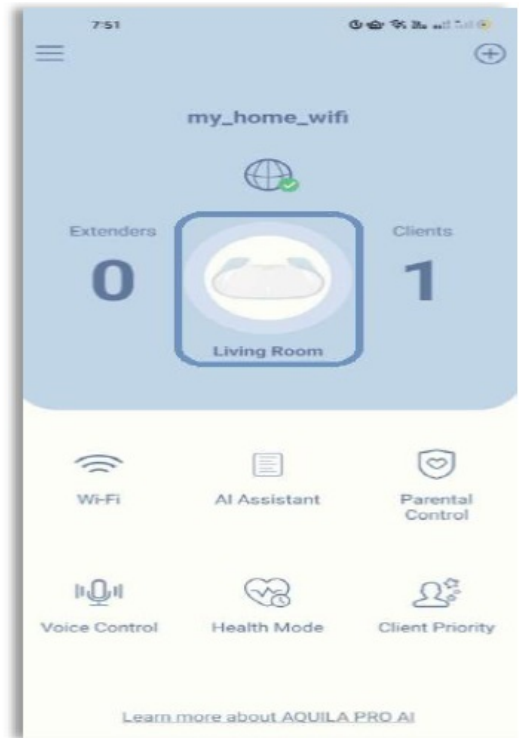 7:51
my_home_wifi
Extenders
Clients
0
1
Living Room
Wi-Fi
AI Assistant
Parental
Control
Voice Control
Health Mode
Client Priority
Learn more about AQUILA PRO AI